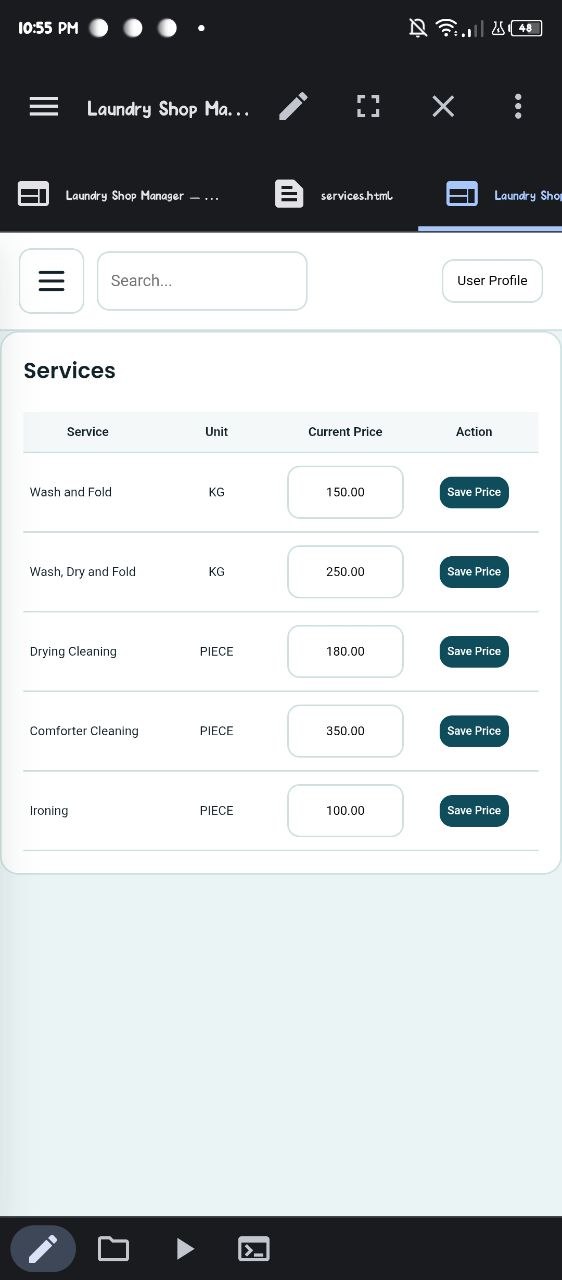 10:55 PM 48
Laundry Shop Ma...
Laundry Shop Manager — ... services.html Laundry Shop
Search... User Profile
Services
Service Unit Current Price Action
Wash and Fold KG 150.00 Save Price
Wash, Dry and Fold KG 250.00 Save Price
Drying Cleaning PIECE 180.00 Save Price
Comforter Cleaning PIECE 350.00 Save Price
Ironing PIECE 100.00 Save Price